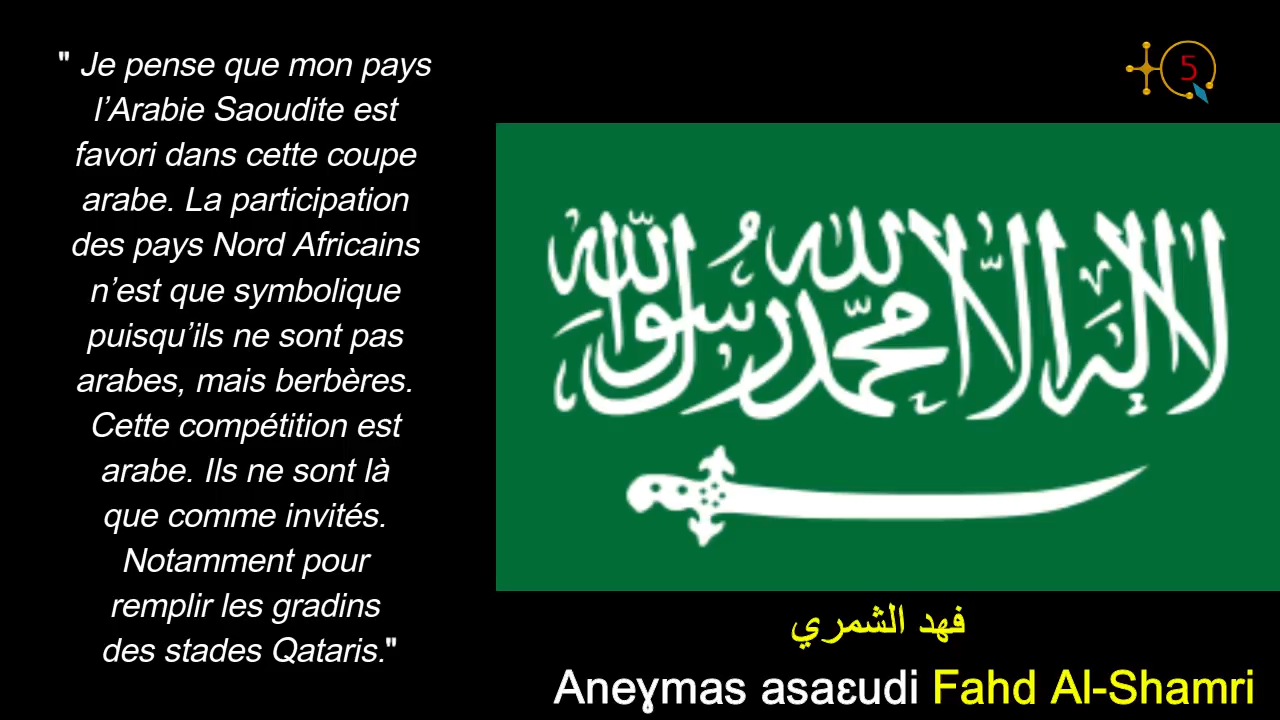 " Je pense que mon pays
l’Arabie Saoudite est
favori dans cette coupe
arabe. La participation
des pays Nord Africains
n’est que symbolique
puisqu’ils ne sont pas
arabes, mais berbères.
Cette compétition est
arabe. Ils ne sont là
que comme invités.
Notamment pour
remplir les gradins
des stades Qataris."
5
لا إله إلا الله محمد رسول الله
فهد الشمري
Aneɣmas asaɛudi Fahd Al-Shamri